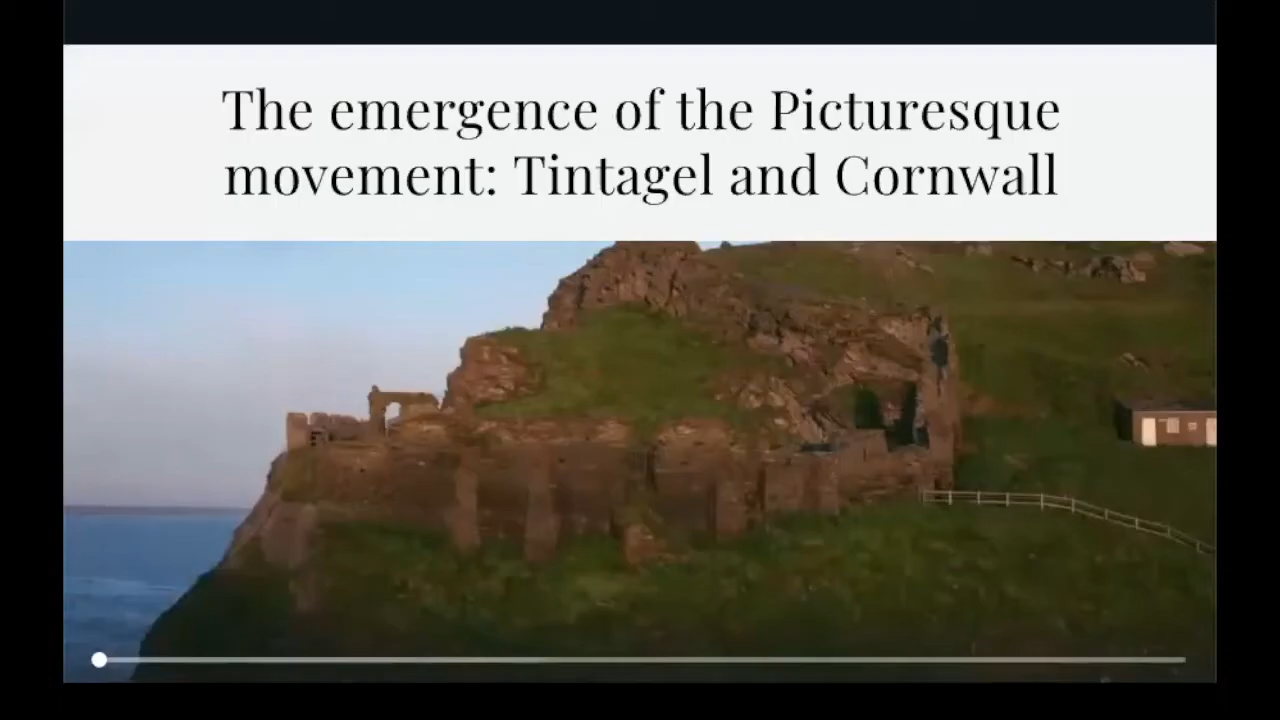 The emergence of the Picturesque
movement: Tintagel and Cornwall